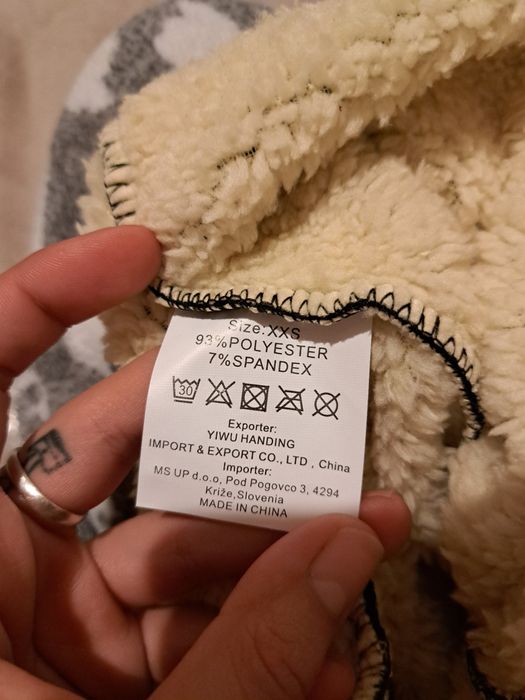 Size:XXS
93%POLYESTER
7%SPANDEX
30
Exporter:
YIWU HANDING
IMPORT & EXPORT CO., LTD , China
Importer:
MS UP d.o.o, Pod Pogovco 3, 4294
Križe,Slovenia
MADE IN CHINA